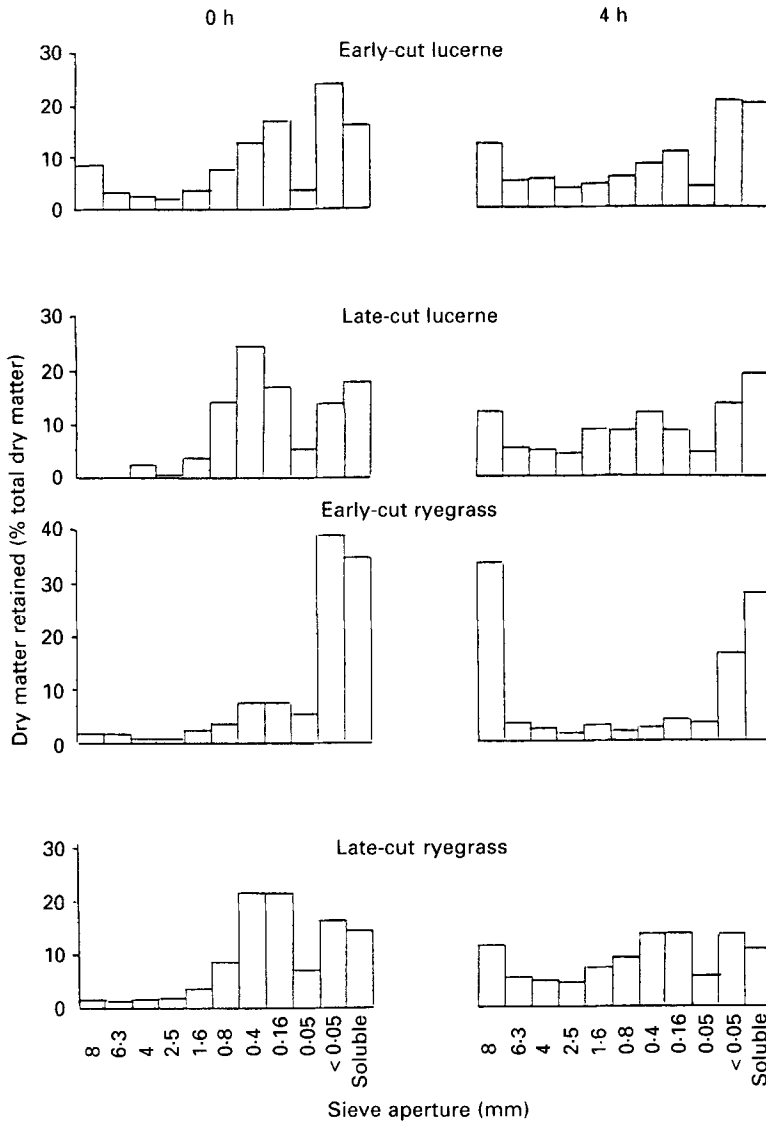 0 h 4 h
Early-cut lucerne
30
20
10
0
Late-cut lucerne
30
20
10
0
Early-cut ryegrass
40
30
20
10
0
Late-cut ryegrass
30
20
10
0
Dry matter retained (% total dry matter)
8 6·3 4 2·5 1·6 0·8 0·4 0·16 0·05 < 0·05 Soluble
8 6·3 4 2·5 1·6 0·8 0·4 0·16 0·05 < 0·05 Soluble
Sieve aperture (mm)